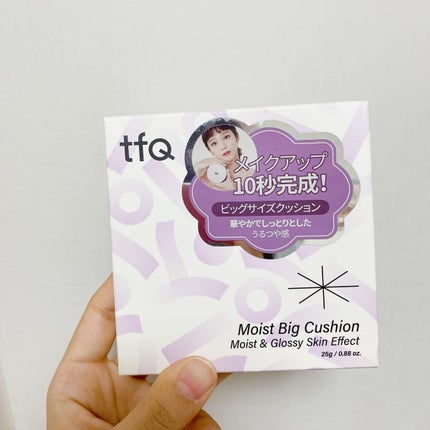 tfQ
メイクアップ
10秒完成!
ビッグサイズクッション
華やかでしっとりとした
うるつや感
Moist Big Cushion
Moist & Glossy Skin Effect
25g / 0.88 oz.